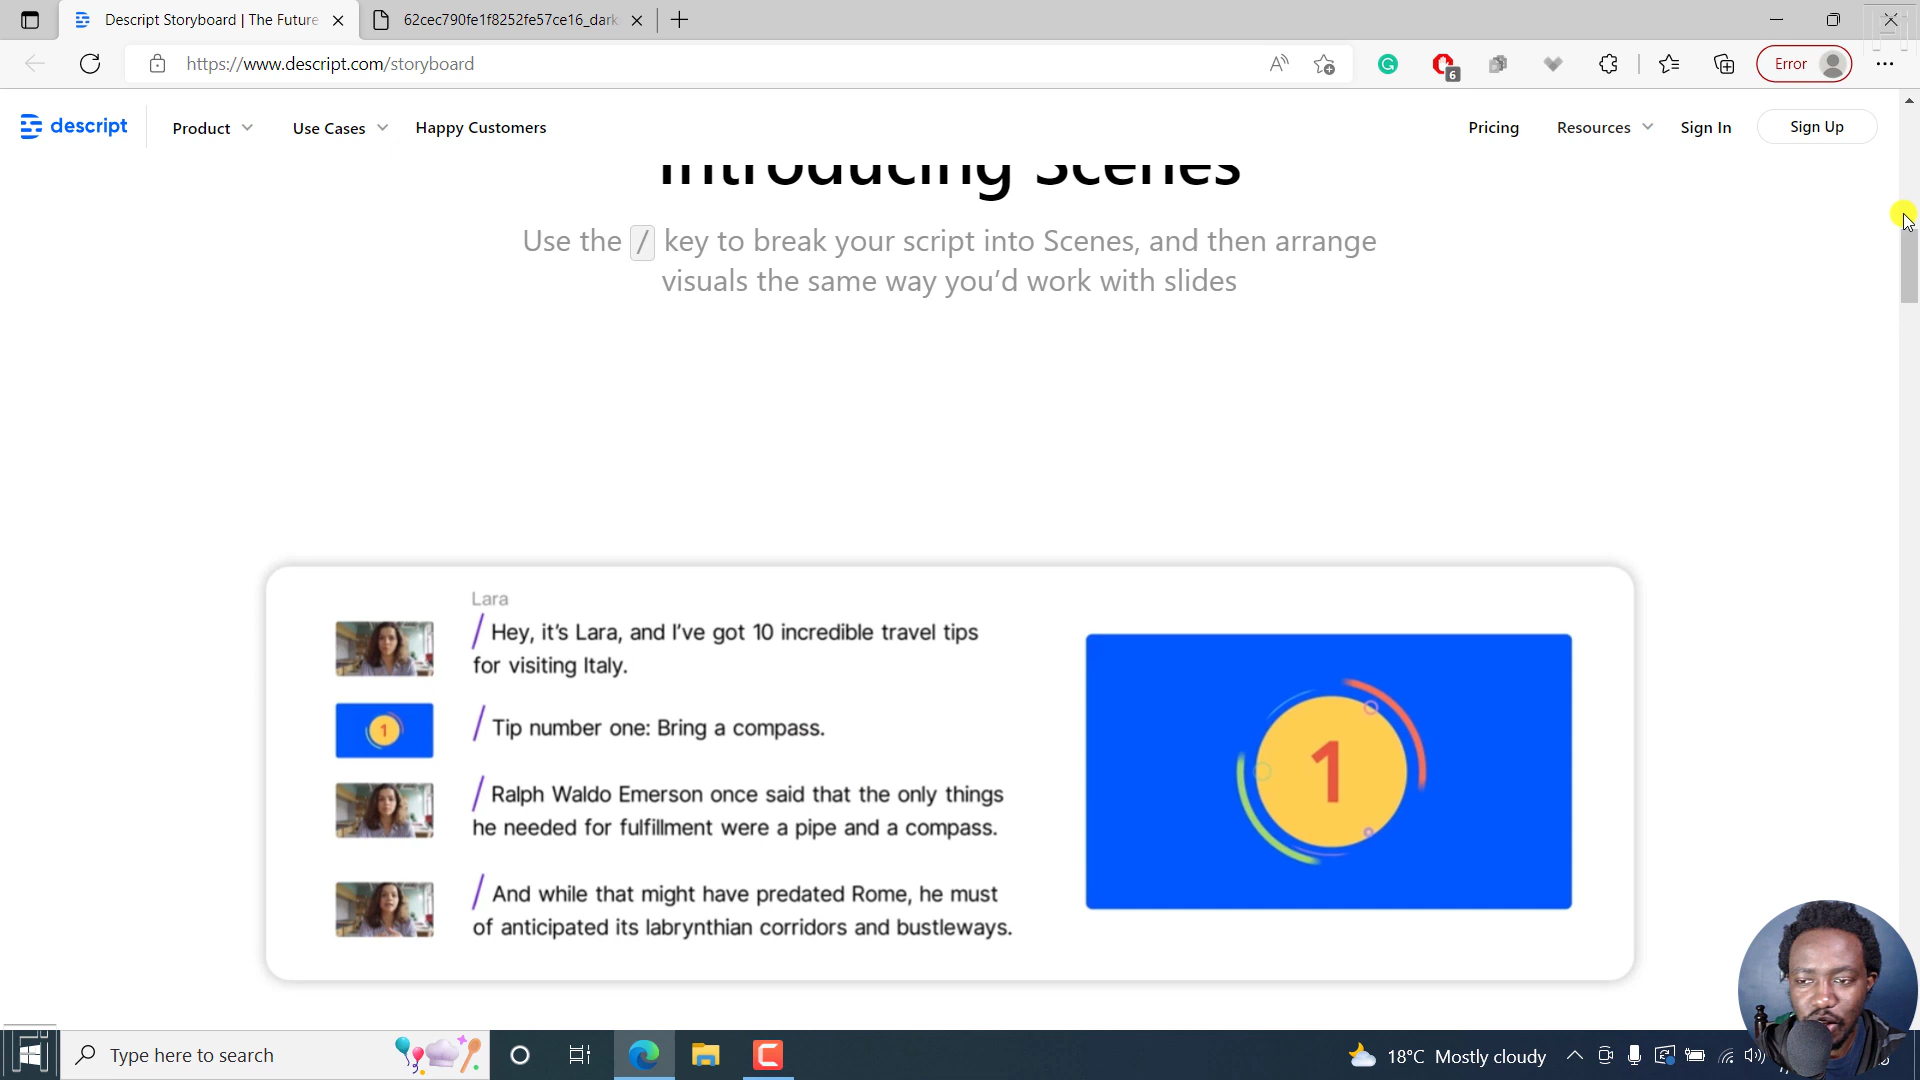 Descript Storyboard | The Future
62cec790fe1f8252fe57ce16_dark
https://www.descript.com/storyboard
6
Error
descript
Product
Use Cases
Happy Customers
Pricing
Resources
Sign In
Sign Up
Introducing Scenes
Use the / key to break your script into Scenes, and then arrange
visuals the same way you'd work with slides
Lara
/ Hey, it's Lara, and I've got 10 incredible travel tips
for visiting Italy.
1
/ Tip number one: Bring a compass.
/ Ralph Waldo Emerson once said that the only things
he needed for fulfillment were a pipe and a compass.
/ And while that might have predated Rome, he must
of anticipated its labrynthian corridors and bustleways.
1
Type here to search
18°C Mostly cloudy